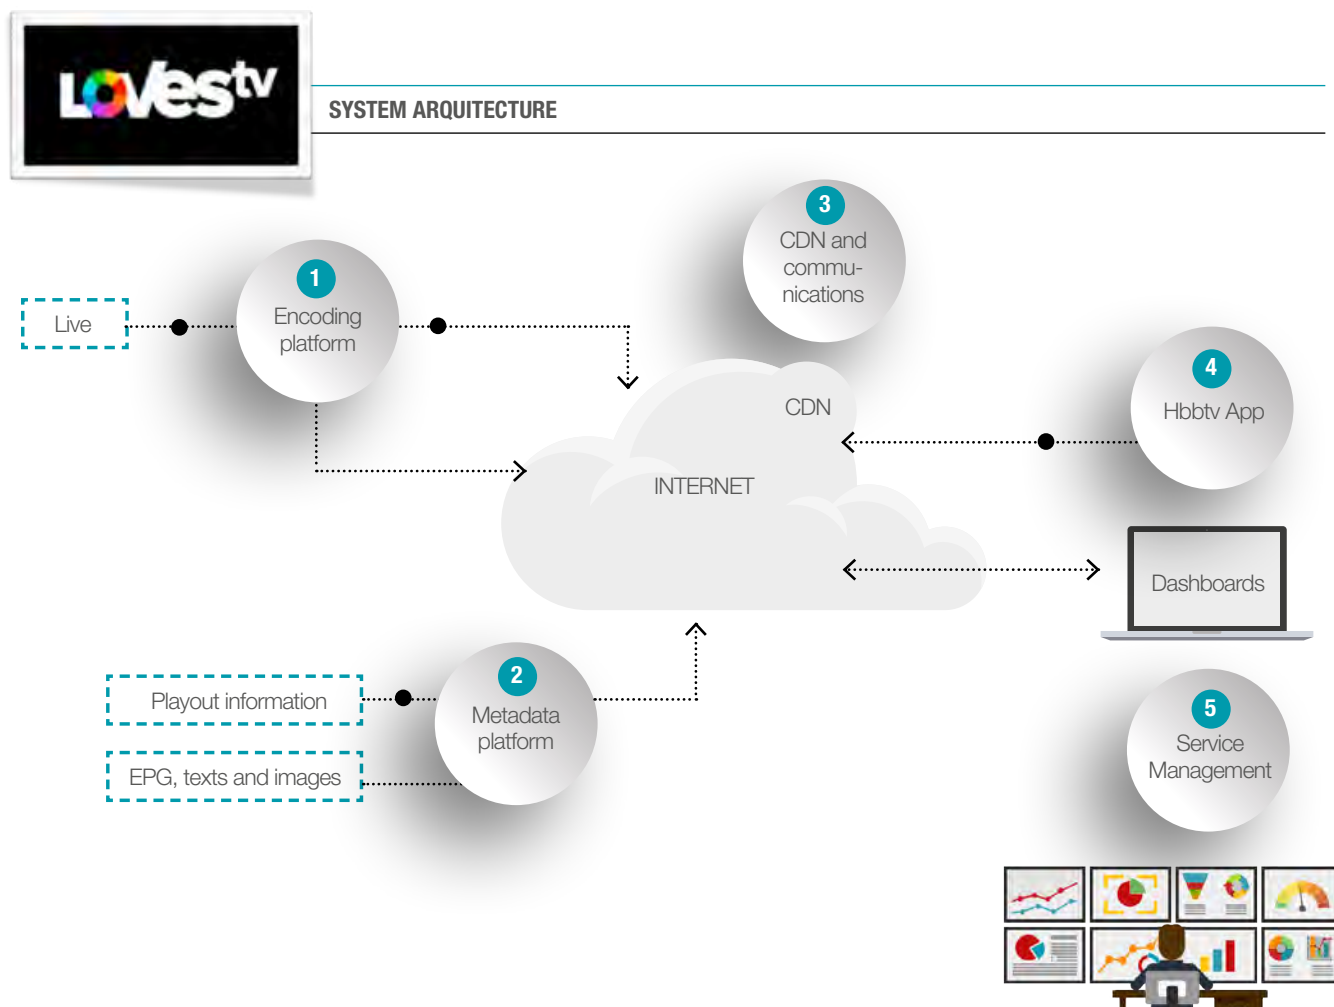 LOVEStv
SYSTEM ARQUITECTURE
3
CDN and
commu-
nications
1
Encoding
platform
Live
4
Hbbtv App
CDN
INTERNET
Dashboards
2
Metadata
platform
Playout information
EPG, texts and images
5
Service
Management